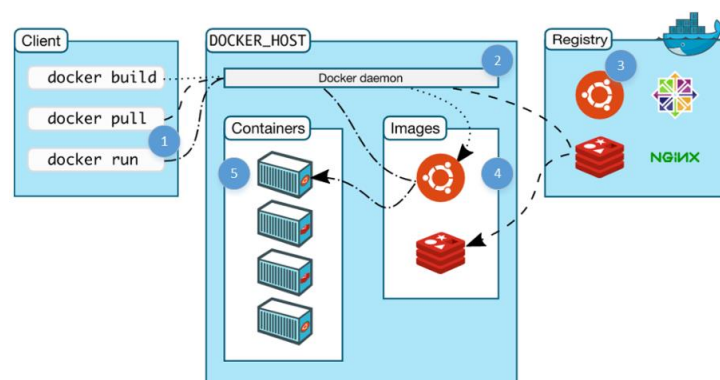 Client
docker build
docker pull
docker run
1
DOCKER_HOST
Docker daemon
2
Containers
5
Images
4
Registry
3
NGINX